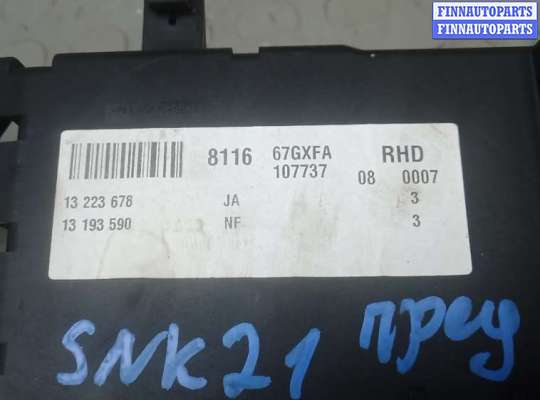 FINNAUTOPARTS
FINNAUTOPARTS
8116 67GXFA RHD
107737 08 0007
13 223 678 JA 3
13 193 590 NF 3
SNK21 пред